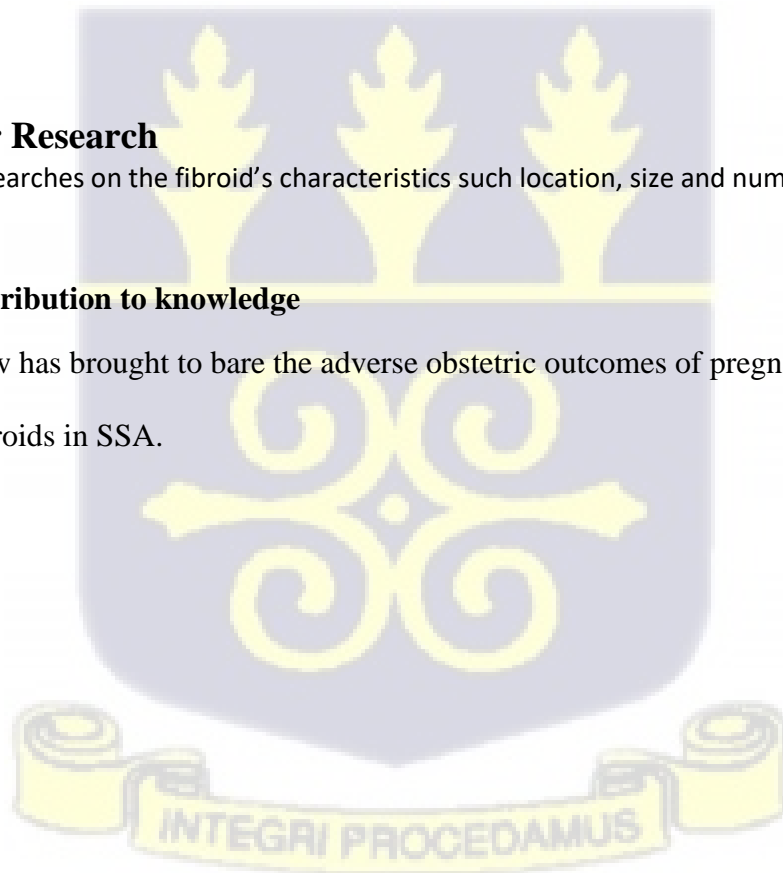 Research
earches on the fibroid’s characteristics such location, size and num
ribution to knowledge
has brought to bare the adverse obstetric outcomes of pregn
roids in SSA.
INTEGRI PROCEDAMUS